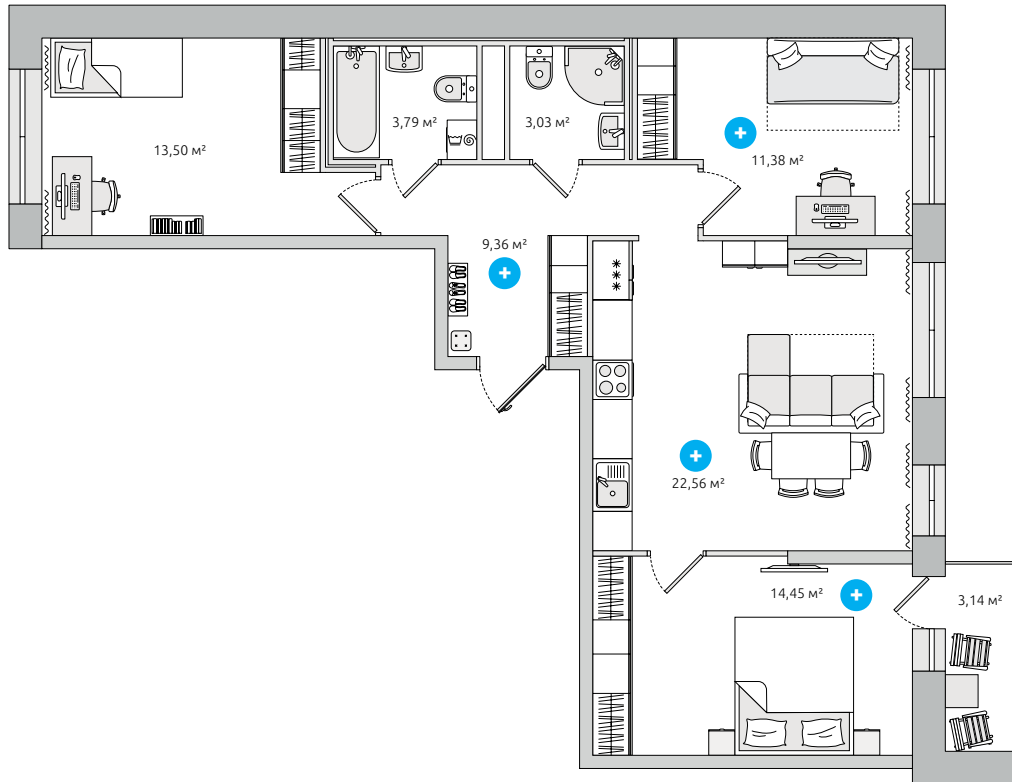 3,79 м²
3,03 м²
13,50 м²
11,38 м²
9,36 м²
22,56 м²
14,45 м²
3,14 м²